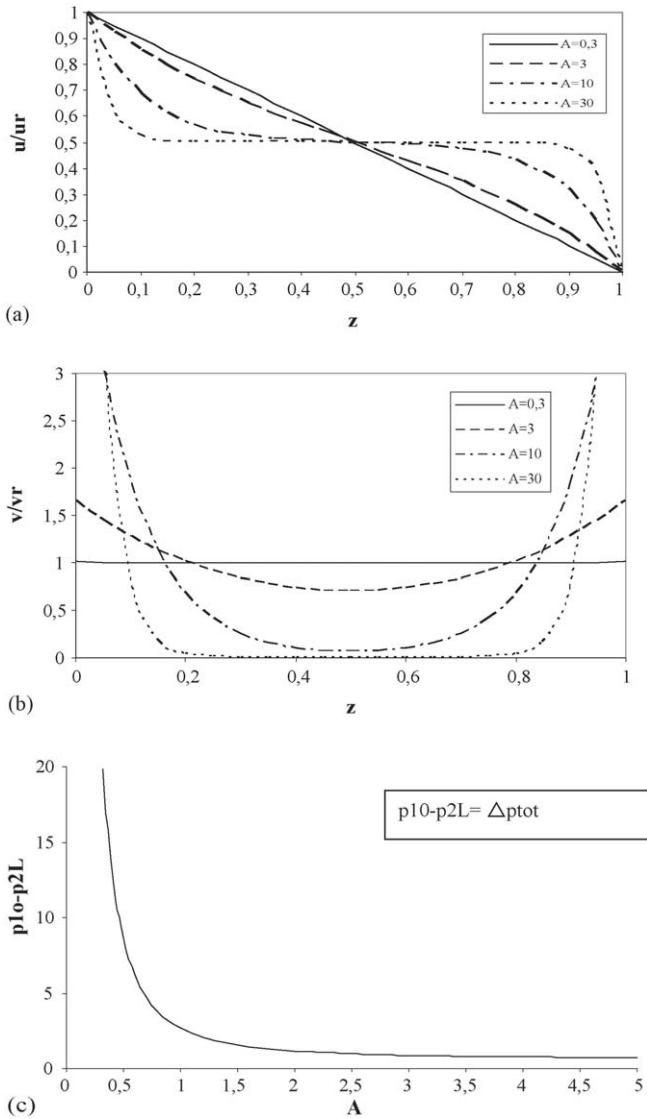 1
0,9
0,8
0,7
0,6
0,5
0,4
0,3
0,2
0,1
0
u/ur
A=0,3
A=3
A=10
A=30
0 0,1 0,2 0,3 0,4 0,5 0,6 0,7 0,8 0,9 1
z
(a)
3
2,5
2
1,5
1
0,5
0
v/vr
A=0,3
A=3
A=10
A=30
0 0,2 0,4 0,6 0,8 1
z
(b)
20
15
10
5
0
p1o-p2L
p10-p2L= △ptot
0 0,5 1 1,5 2 2,5 3 3,5 4 4,5 5
A
(c)